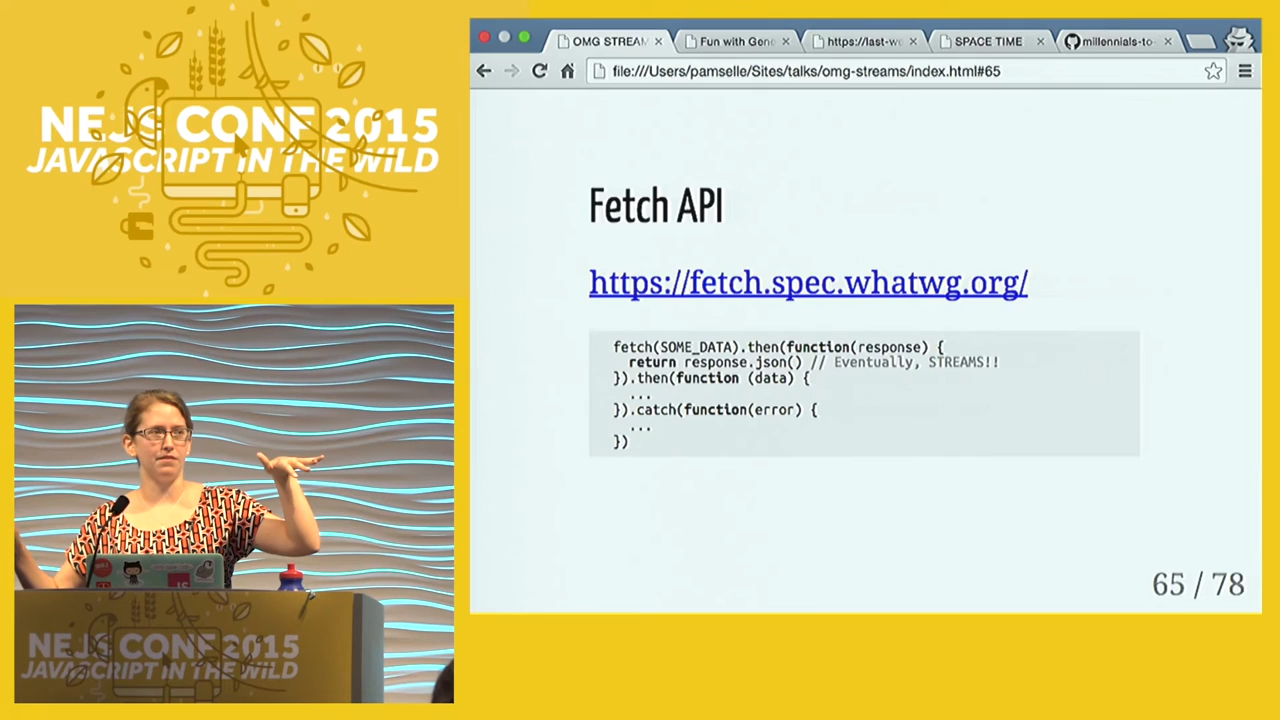 NEJS CONF 2015
JAVASCRIPT IN THE WILD
OMG STREAM
Fun with Gene
https://last-w
SPACE TIME
millennials-to-
file:///Users/pamselle/Sites/talks/omg-streams/index.html#65
Fetch API
https://fetch.spec.whatwg.org/
fetch(SOME_DATA).then(function(response) {
return response.json() // Eventually, STREAMS!!
}).then(function (data) {
...
}).catch(function(error) {
...
})
65 / 78
JS
NEJS CONF 2015
JAVASCRIPT IN THE WILD